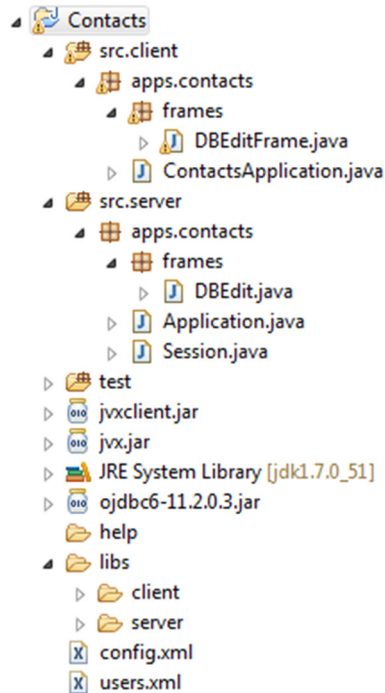 Contacts
src.client
apps.contacts
frames
DBEditFrame.java
ContactsApplication.java
src.server
apps.contacts
frames
DBEdit.java
Application.java
Session.java
test
jvxclient.jar
jvx.jar
JRE System Library [jdk1.7.0_51]
ojdbc6-11.2.0.3.jar
help
libs
client
server
config.xml
users.xml